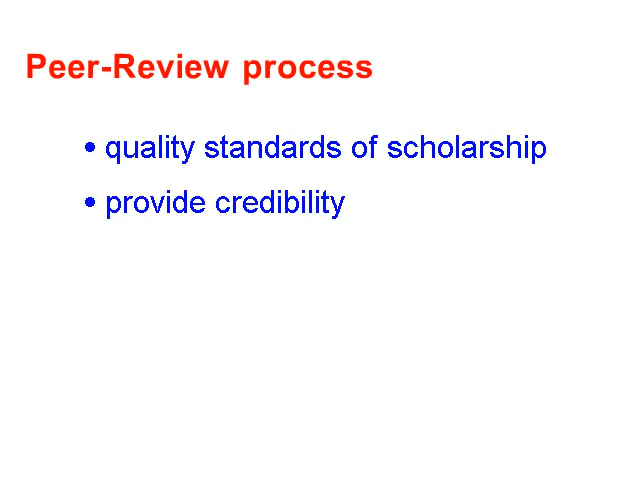 Peer-Review process
• quality standards of scholarship
• provide credibility